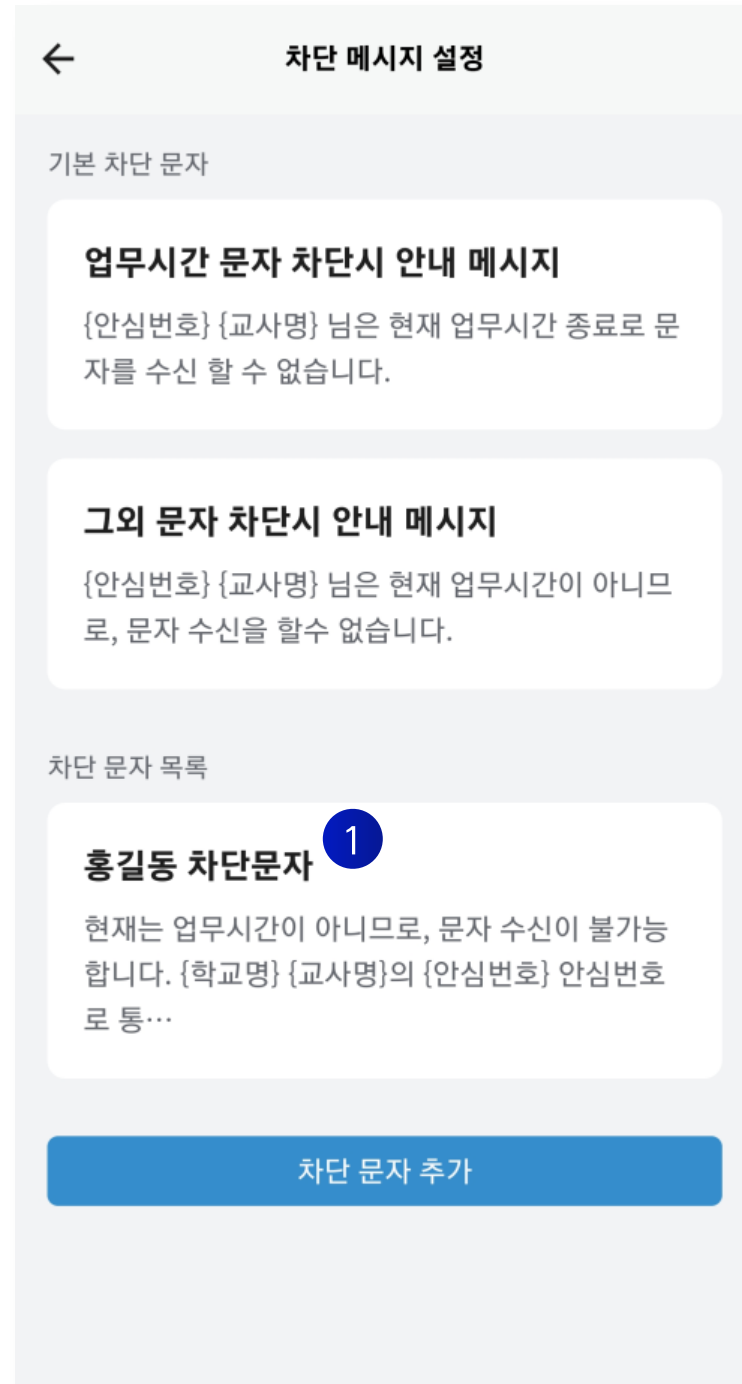 차단 메시지 설정
기본 차단 문자
업무시간 문자 차단시 안내 메시지
{안심번호} {교사명} 님은 현재 업무시간 종료로 문
자를 수신 할 수 없습니다.
그외 문자 차단시 안내 메시지
{안심번호} {교사명} 님은 현재 업무시간이 아니므
로, 문자 수신을 할수 없습니다.
차단 문자 목록
홍길동 차단문자 1
현재는 업무시간이 아니므로, 문자 수신이 불가능
합니다. {학교명} {교사명}의 {안심번호} 안심번호
로 통…
차단 문자 추가